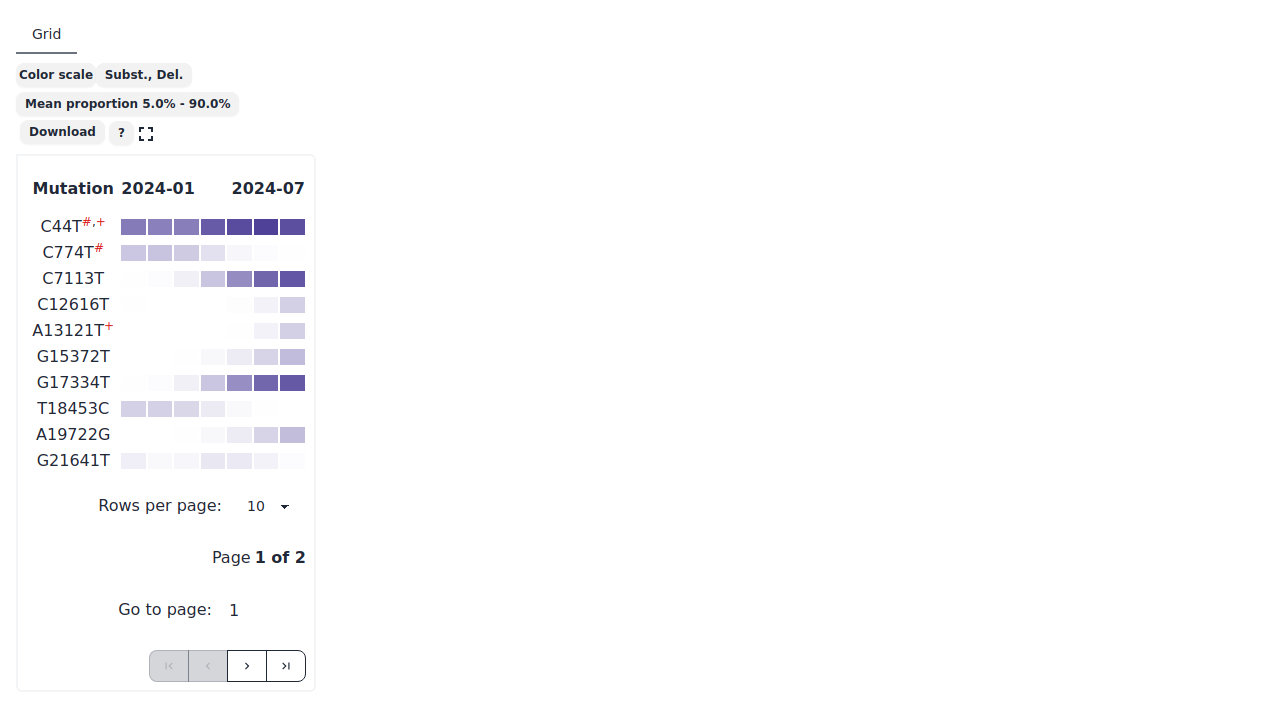 Grid
Color scale Subst., Del.
Mean proportion 5.0% - 90.0%
Download ?
Mutation 2024-01 2024-07
C44T#,+
C774T#
C7113T
C12616T
A13121T+
G15372T
G17334T
T18453C
A19722G
G21641T
Rows per page: 10
Page 1 of 2
Go to page: 1